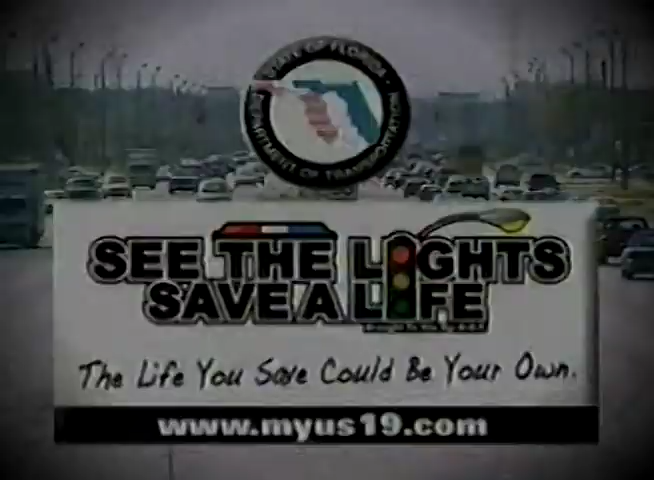 STATE OF FLORIDA
DEPARTMENT OF TRANSPORTATION
SEE THE LIGHTS
SAVE A LIFE
The Life You Save Could Be Your Own.
www.myus19.com